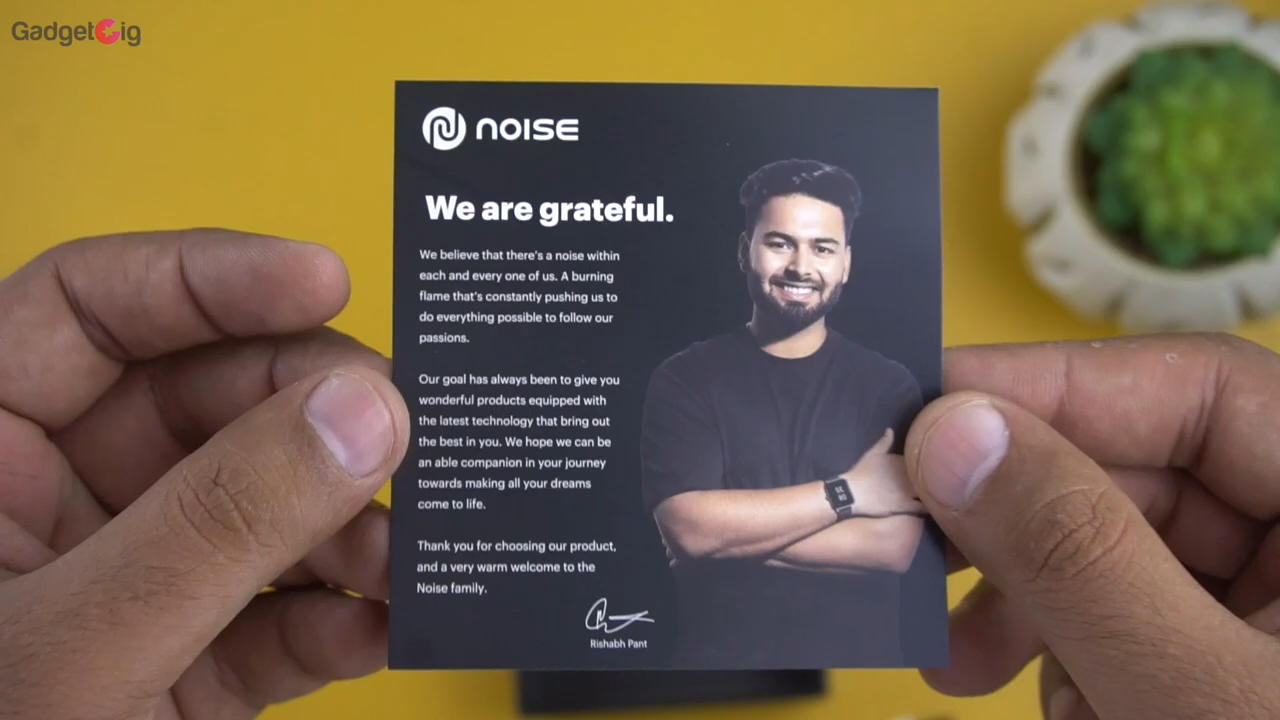 GadgetGig
NOISE
We are grateful.
We believe that there's a noise within
each and every one of us. A burning
flame that's constantly pushing us to
do everything possible to follow our
passions.
Our goal has always been to give you
wonderful products equipped with
the latest technology that bring out
the best in you. We hope we can be
an able companion in your journey
towards making all your dreams
come to life.
Thank you for choosing our product,
and a very warm welcome to the
Noise family.
Rishabh Pant